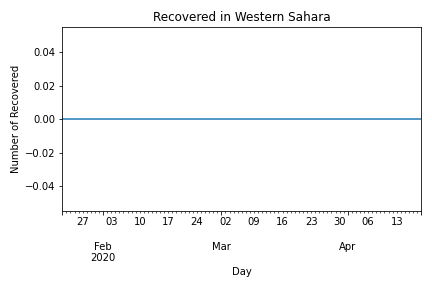 Recovered in Western Sahara
Number of Recovered
0.04
0.02
0.00
−0.02
−0.04
27 03 10 17 24 02 09 16 23 30 06 13
Feb Mar Apr
2020
Day